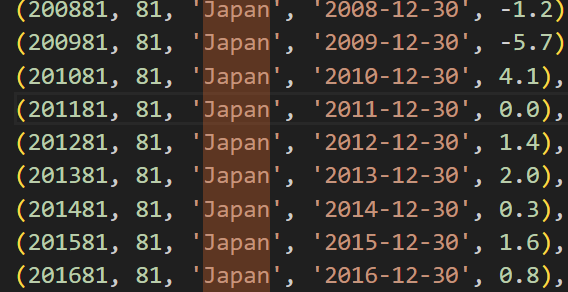 (200881, 81, 'Japan', '2008-12-30', -1.2)
(200981, 81, 'Japan', '2009-12-30', -5.7)
(201081, 81, 'Japan', '2010-12-30', 4.1),
(201181, 81, 'Japan', '2011-12-30', 0.0),
(201281, 81, 'Japan', '2012-12-30', 1.4),
(201381, 81, 'Japan', '2013-12-30', 2.0),
(201481, 81, 'Japan', '2014-12-30', 0.3),
(201581, 81, 'Japan', '2015-12-30', 1.6),
(201681, 81, 'Japan', '2016-12-30', 0.8),